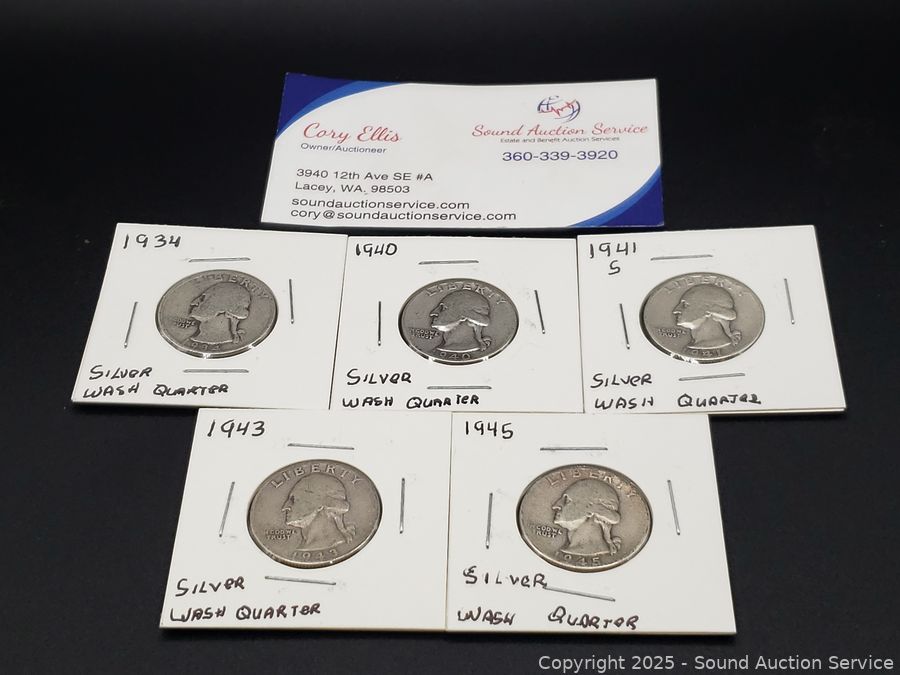 Cory Ellis
Owner/Auctioneer
Sound Auction Service
Estate and Benefit Auction Services
360-339-3920
3940 12th Ave SE #A
Lacey, WA. 98503
soundauctionservice.com
cory@soundauctionservice.com
1934
LIBERTY
IN GOD WE
TRUST
1934
SILVER
WASH QUARTER
1940
LIBERTY
IN GOD WE
TRUST
1940
SILVER
WASH QUARTER
1941
S
LIBERTY
IN GOD WE
TRUST
1941
SILVER
WASH QUARTER
1943
LIBERTY
IN GOD WE
TRUST
1943
SILVER
WASH QUARTER
1945
LIBERTY
IN GOD WE
TRUST
1945
SILVER
WASH QUARTER
Copyright 2025 - Sound Auction Service